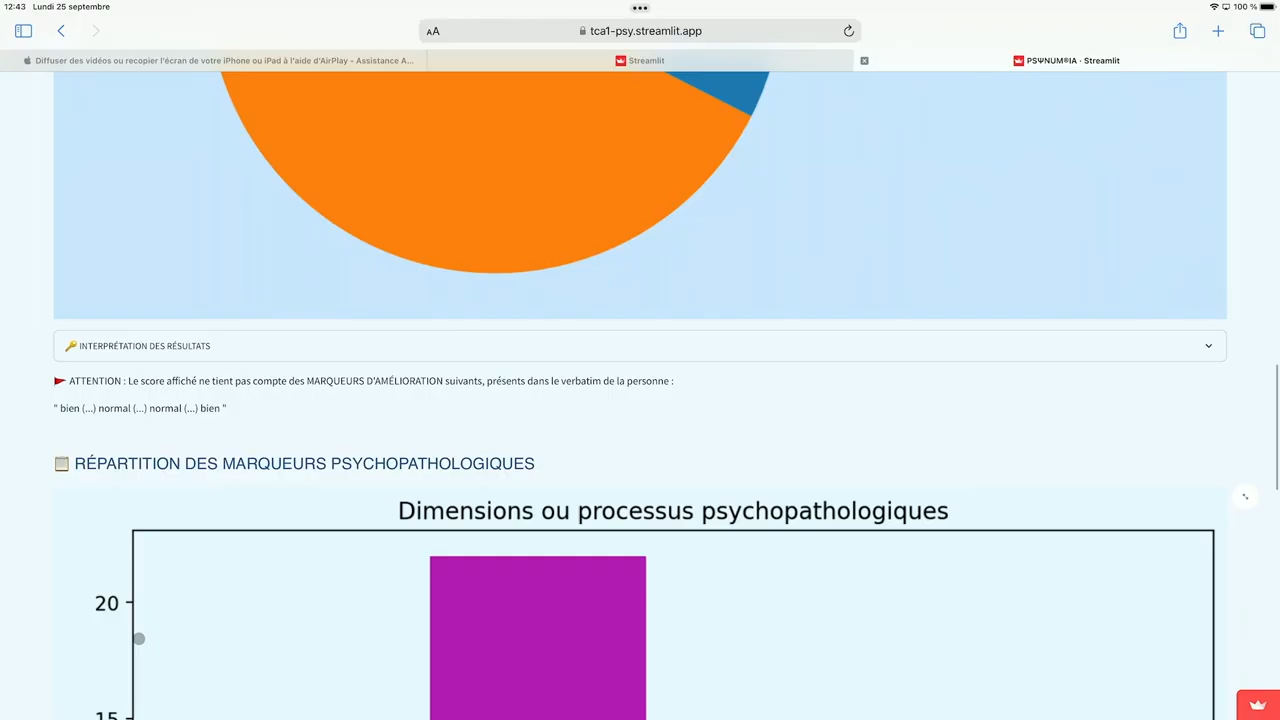 12:43 Lundi 25 septembre
100 %
AA
tca1-psy.streamlit.app
Diffuser des vidéos ou recopier l'écran de votre iPhone ou iPad à l'aide d'AirPlay - Assistance A...
Streamlit
PSΨNUM®IA · Streamlit
INTERPRÉTATION DES RÉSULTATS
ATTENTION : Le score affiché ne tient pas compte des MARQUEURS D'AMÉLIORATION suivants, présents dans le verbatim de la personne :
" bien (...) normal (...) normal (...) bien "
RÉPARTITION DES MARQUEURS PSYCHOPATHOLOGIQUES
Dimensions ou processus psychopathologiques
20
15